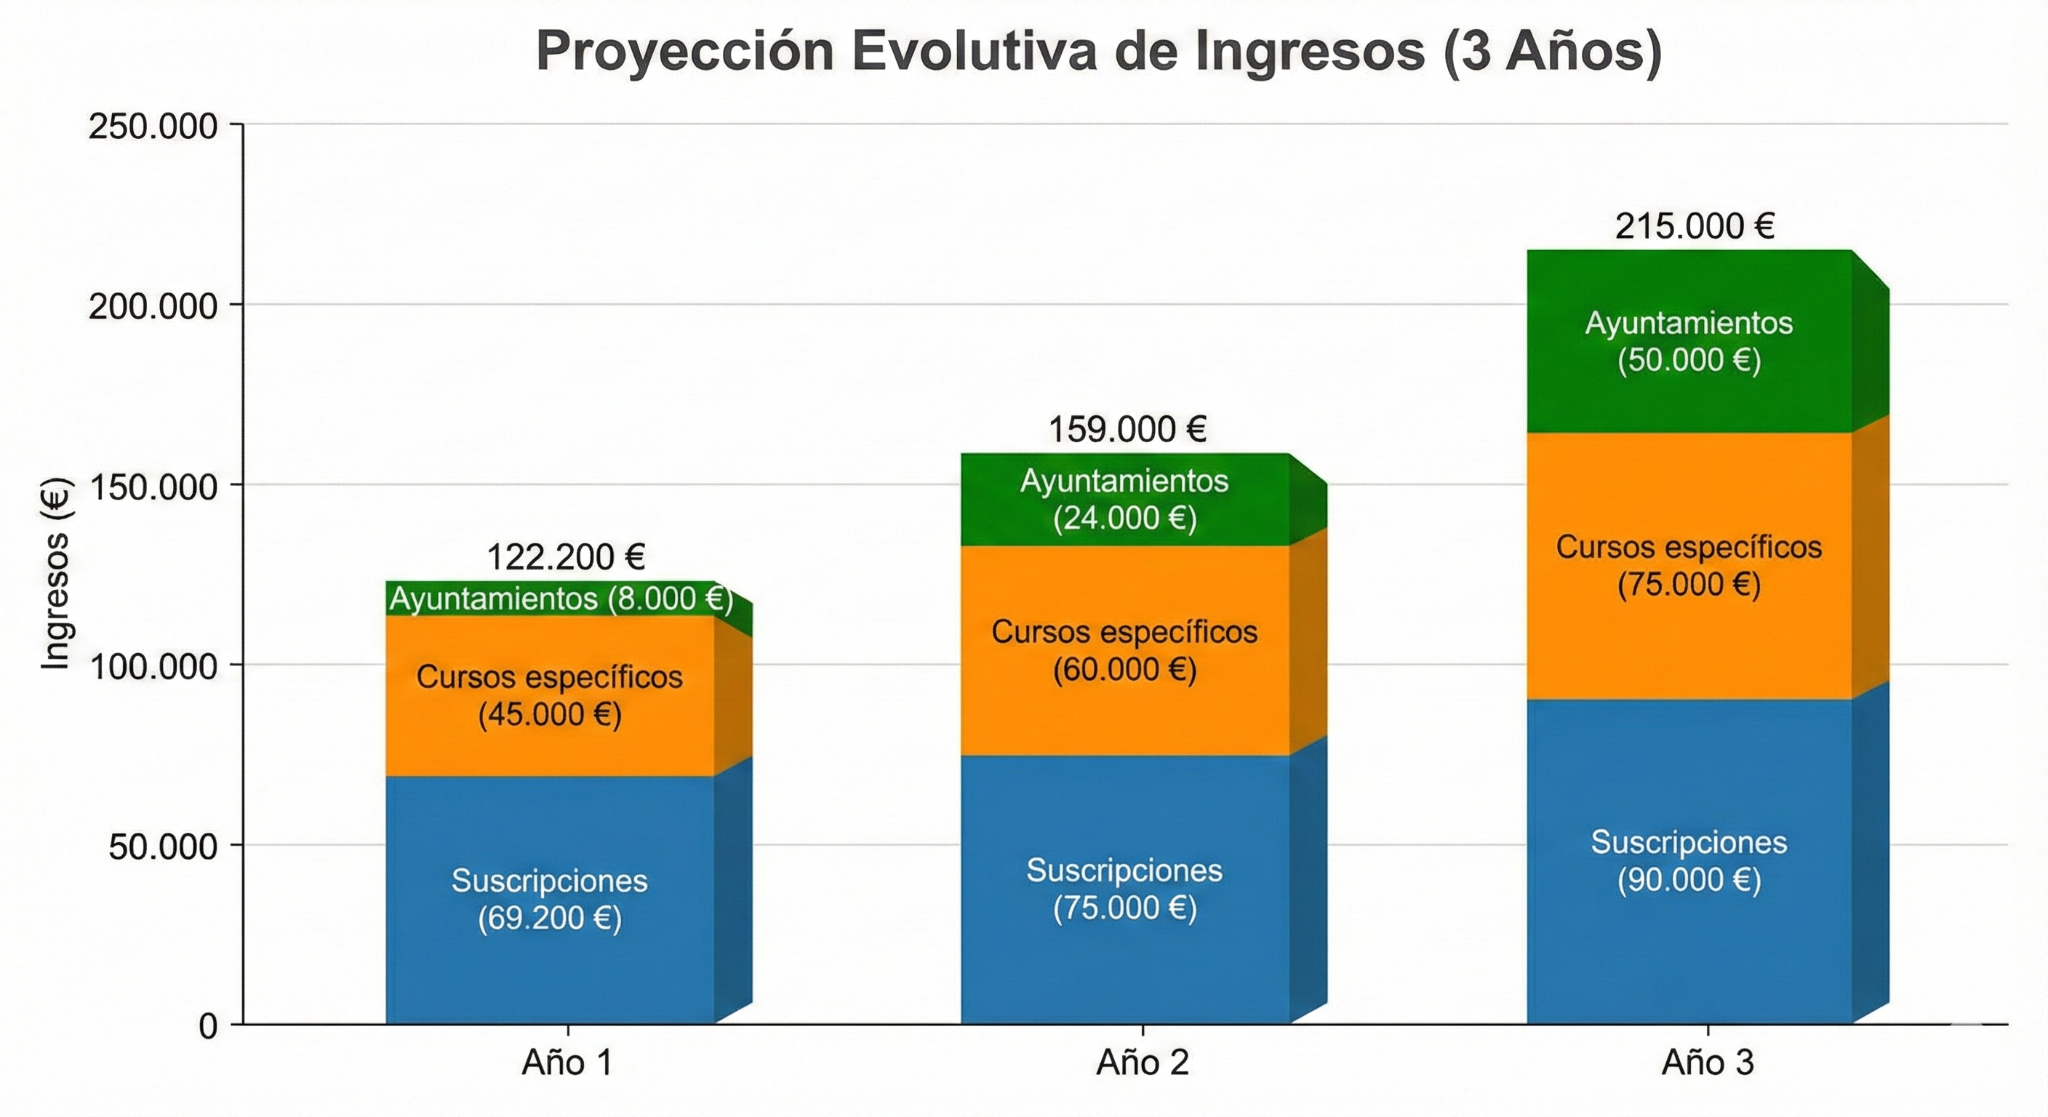 Proyección Evolutiva de Ingresos (3 Años)
Ingresos (€)
250.000
200.000
150.000
100.000
50.000
0
122.200 €
Ayuntamientos (8.000 €)
Cursos específicos
(45.000 €)
Suscripciones
(69.200 €)
Año 1
159.000 €
Ayuntamientos
(24.000 €)
Cursos específicos
(60.000 €)
Suscripciones
(75.000 €)
Año 2
215.000 €
Ayuntamientos
(50.000 €)
Cursos específicos
(75.000 €)
Suscripciones
(90.000 €)
Año 3